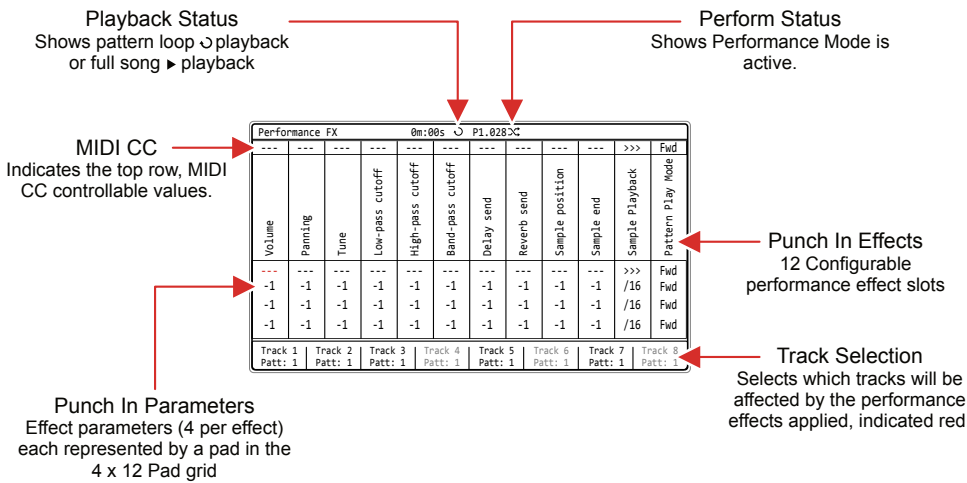 Playback Status
Shows pattern loop playback
or full song ▸ playback
Perform Status
Shows Performance Mode is
active.
MIDI CC
Indicates the top row, MIDI
CC controllable values.
Performance FX 0m:00s P1.028
--- --- --- --- --- --- --- --- --- --- >>> Fwd
Volume
Panning
Tune
Low-pass cutoff
High-pass cutoff
Band-pass cutoff
Delay send
Reverb send
Sample position
Sample end
Sample Playback
Pattern Play Mode
--- --- --- --- --- --- --- --- --- --- >>> Fwd
-1 -1 -1 -1 -1 -1 -1 -1 -1 -1 /16 Fwd
-1 -1 -1 -1 -1 -1 -1 -1 -1 -1 /16 Fwd
-1 -1 -1 -1 -1 -1 -1 -1 -1 -1 /16 Fwd
Track 1 Track 2 Track 3 Track 4 Track 5 Track 6 Track 7 Track 8
Patt: 1 Patt: 1 Patt: 1 Patt: 1 Patt: 1 Patt: 1 Patt: 1 Patt: 1
Punch In Effects
12 Configurable
performance effect slots
Track Selection
Selects which tracks will be
affected by the performance
effects applied, indicated red
Punch In Parameters
Effect parameters (4 per effect)
each represented by a pad in the
4 x 12 Pad grid